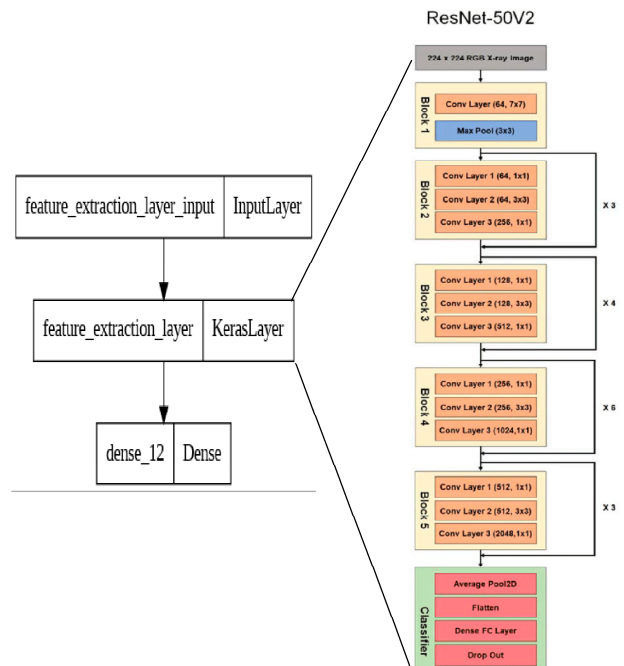 ResNet-50V2
224 x 224 RGB X-ray Image
Block 1
Conv Layer (64, 7x7)
Max Pool (3x3)
Block 2
Conv Layer 1 (64, 1x1)
Conv Layer 2 (64, 3x3)
Conv Layer 3 (256, 1x1)
X 3
Block 3
Conv Layer 1 (128, 1x1)
Conv Layer 2 (128, 3x3)
Conv Layer 3 (512, 1x1)
X 4
Block 4
Conv Layer 1 (256, 1x1)
Conv Layer 2 (256, 3x3)
Conv Layer 3 (1024,1x1)
X 6
Block 5
Conv Layer 1 (512, 1x1)
Conv Layer 2 (512, 3x3)
Conv Layer 3 (2048,1x1)
X 3
Classifier
Average Pool2D
Flatten
Dense FC Layer
Drop Out
feature_extraction_layer_input InputLayer
feature_extraction_layer KerasLayer
dense_12 Dense